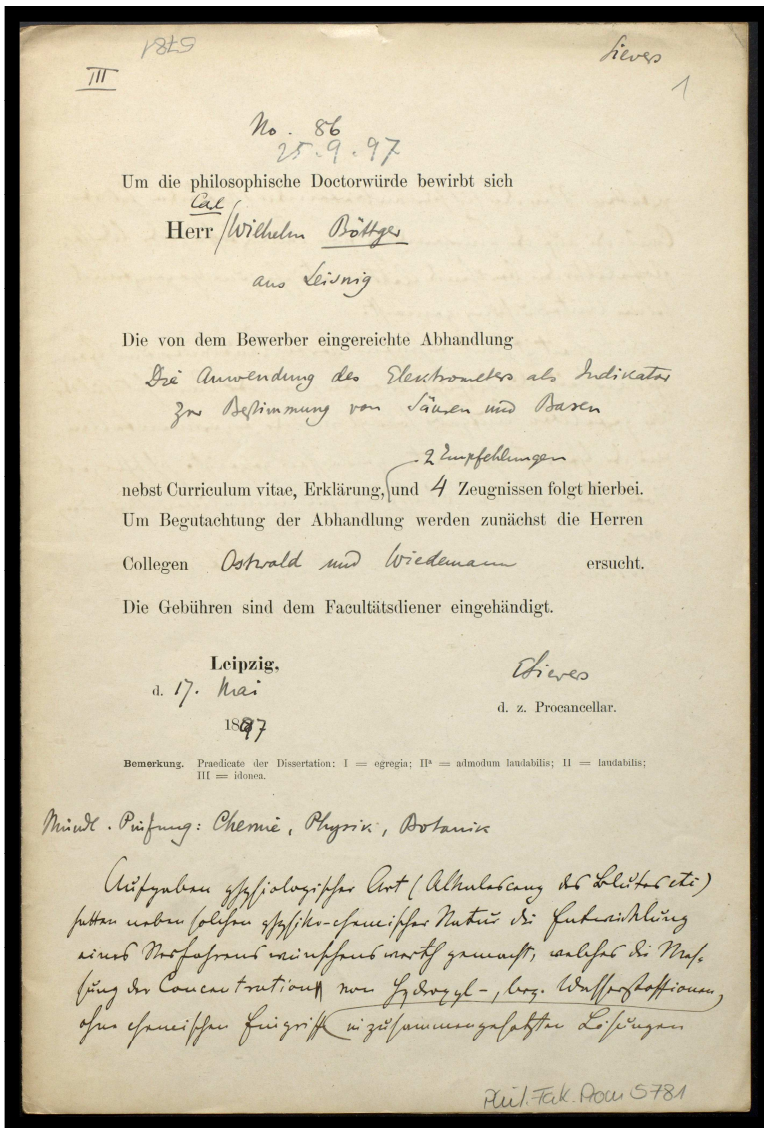 5781
Sievers
III
1
No. 86
25.9.97
Um die philosophische Doctorwürde bewirbt sich
Carl
Herr Wilhelm Böttger
aus Leisnig
Die von dem Bewerber eingereichte Abhandlung
Die Anwendung des Elektrometers als Indikator
zur Bestimmung von Säuren und Basen
2 Empfehlungen
nebst Curriculum vitae, Erklärung, und 4 Zeugnissen folgt hierbei.
Um Begutachtung der Abhandlung werden zunächst die Herren
Collegen Ostwald und Wiedemann ersucht.
Die Gebühren sind dem Facultätsdiener eingehändigt.
Leipzig,
d. 17. Mai
1897
ESievers
d. z. Procancellar.
Bemerkung. Praedicate der Dissertation: I = egregia; IIª = admodum laudabilis; II = laudabilis;
III = idonea.
Mündl. Prüfung: Chemie, Physik, Botanik
Aufgaben physiologischer Art (Alkalescenz des Blutes etc)
hatten neben solchen physiko-chemischer Natur die Entwicklung
eines Verfahrens wünschenswerth gemacht, welches die Mes-
sung der Concentration von Hydroxyl-, bez. Wasserstoffionen,
ohne chemischen Eingriff in zusammengesetzten Lösungen
Phil.Fak.Prom 5781